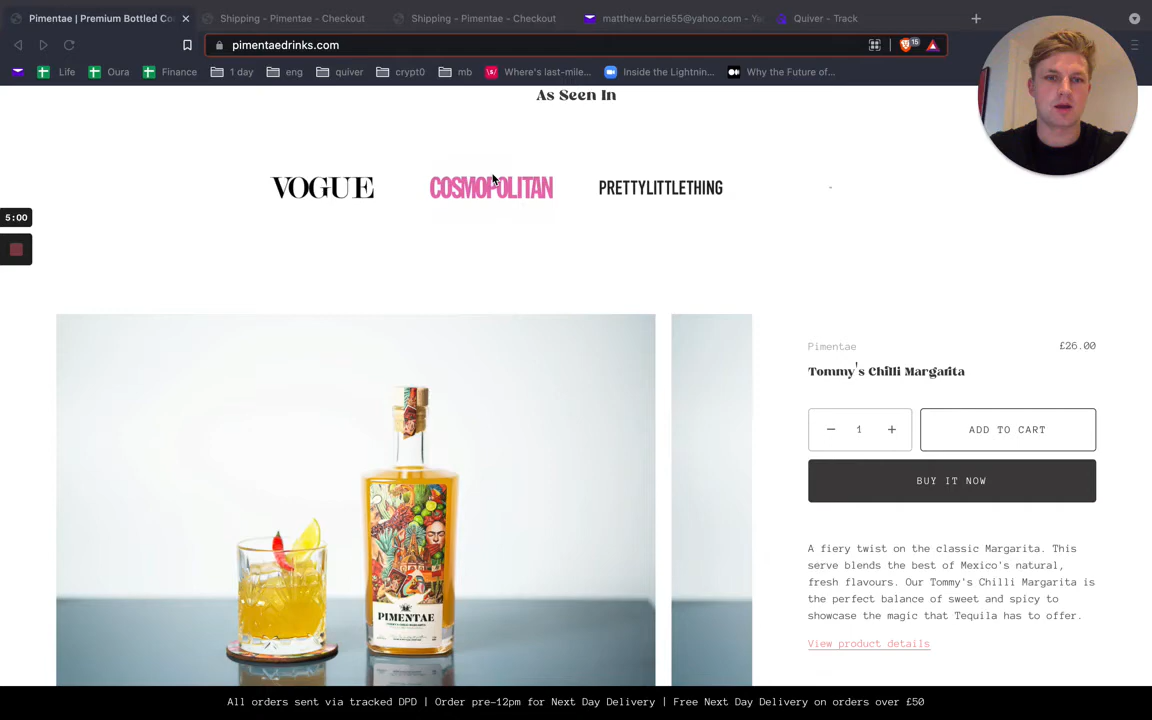 Pimentae | Premium Bottled Co
Shipping - Pimentae - Checkout
Shipping - Pimentae - Checkout
matthew.barrie55@yahoo.com - Ya
Quiver - Track
pimentaedrinks.com
15
Life
Oura
Finance
1 day
eng
quiver
crypt0
mb
Where's last-mile...
Inside the Lightnin...
Why the Future of...
As Seen In
VOGUE
COSMOPOLITAN
PRETTYLITTLETHING
5:00
Pimentae
£26.00
Tommy's Chilli Margarita
1
ADD TO CART
BUY IT NOW
A fiery twist on the classic Margarita. This
serve blends the best of Mexico's natural,
fresh flavours. Our Tommy's Chilli Margarita is
the perfect balance of sweet and spicy to
showcase the magic that Tequila has to offer.
View product details
PIMENTAE
All orders sent via tracked DPD | Order pre-12pm for Next Day Delivery | Free Next Day Delivery on orders over £50